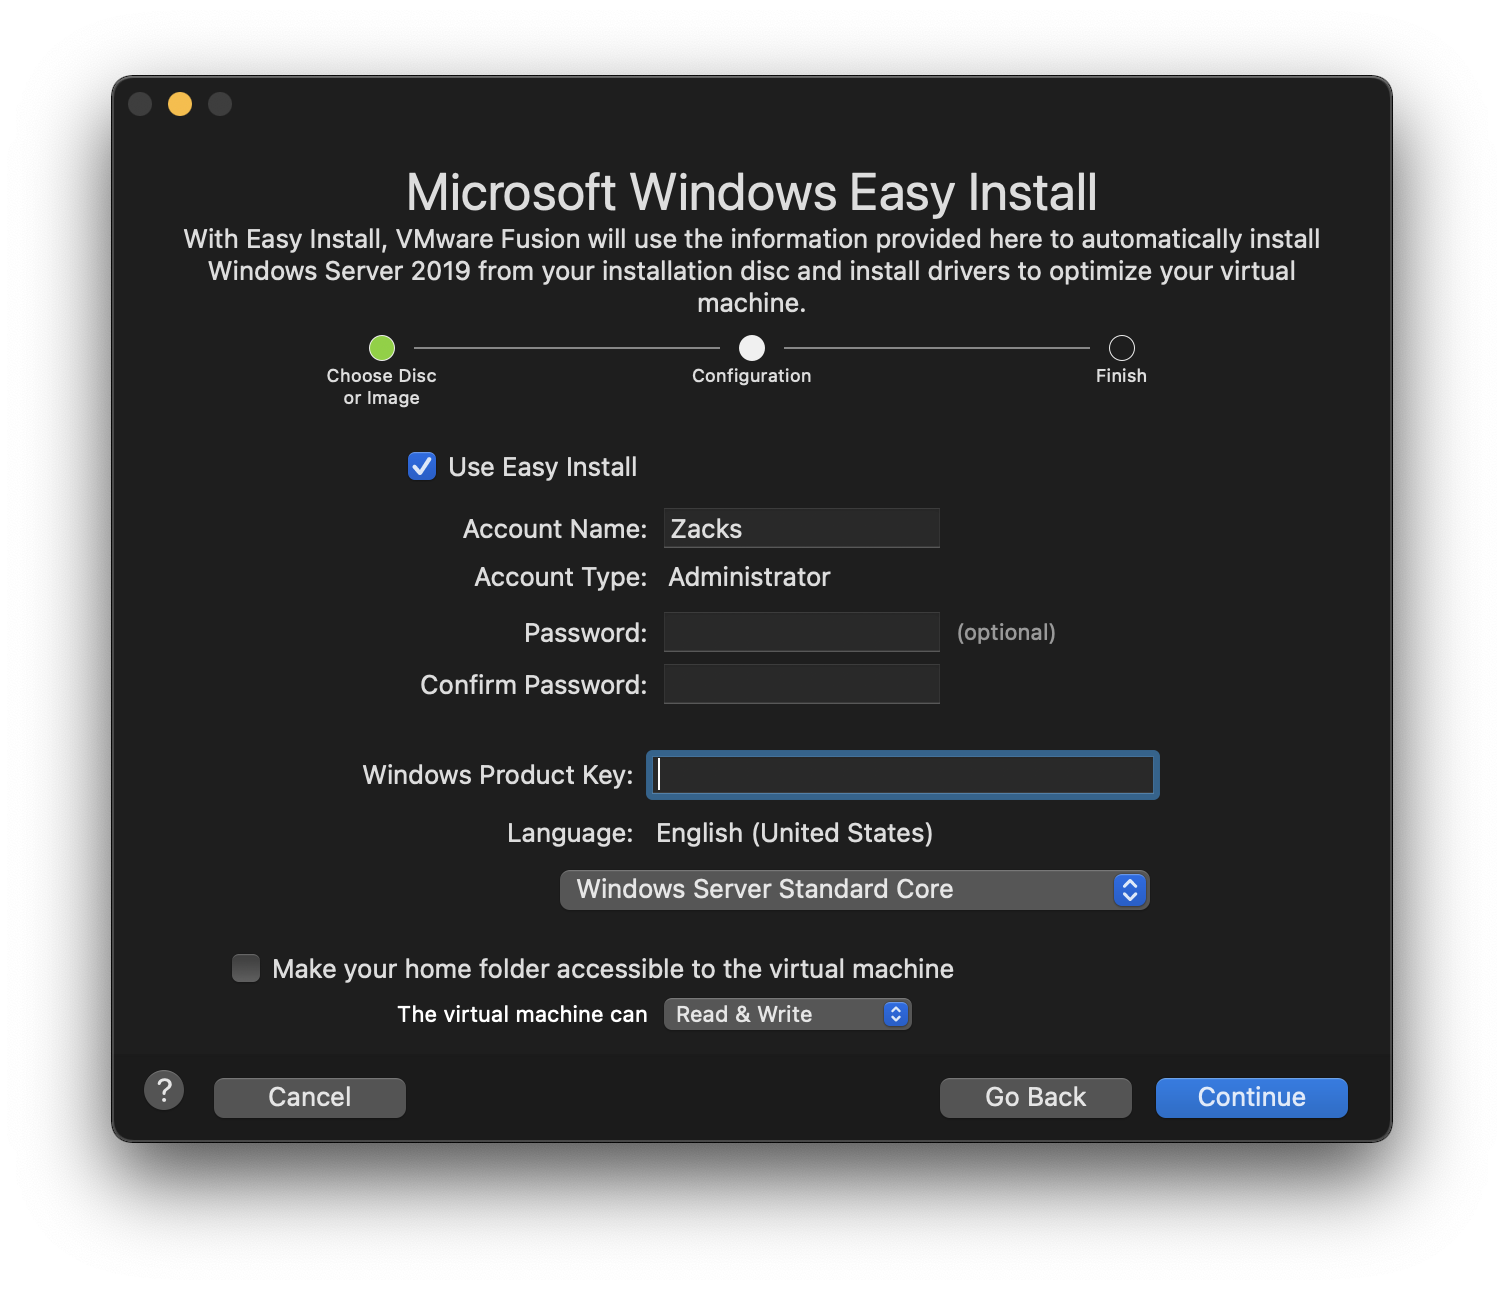 Microsoft Windows Easy Install
With Easy Install, VMware Fusion will use the information provided here to automatically install
Windows Server 2019 from your installation disc and install drivers to optimize your virtual
machine.
Choose Disc
or Image
Configuration
Finish
Use Easy Install
Account Name: Zacks
Account Type: Administrator
Password: (optional)
Confirm Password:
Windows Product Key:
Language: English (United States)
Windows Server Standard Core
Make your home folder accessible to the virtual machine
The virtual machine can Read & Write
? Cancel Go Back Continue